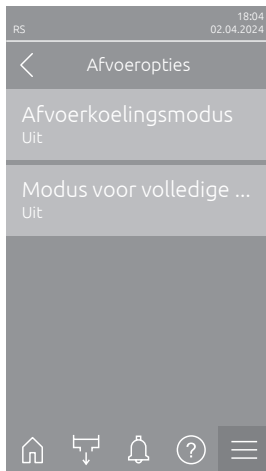 18:04
RS 02.04.2024
Afvoeropties
Afvoerkoelingsmodus
Uit
Modus voor volledige ...
Uit
?